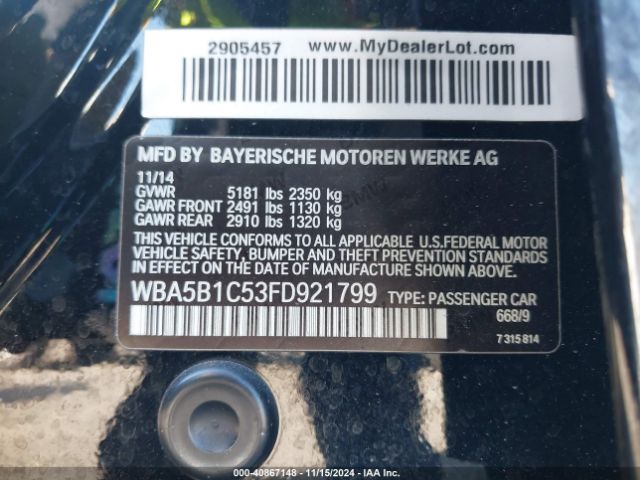 2905457 www.MyDealerLot.com
MFD BY BAYERISCHE MOTOREN WERKE AG
11/14
GVWR 5181 lbs 2350 kg
GAWR FRONT 2491 lbs 1130 kg
GAWR REAR 2910 lbs 1320 kg
THIS VEHICLE CONFORMS TO ALL APPLICABLE U.S.FEDERAL MOTOR
VEHICLE SAFETY, BUMPER AND THEFT PREVENTION STANDARDS
IN EFFECT ON THE DATE OF MANUFACTURE SHOWN ABOVE.
WBA5B1C53FD921799 TYPE: PASSENGER CAR
668/9
7 315 814
000-40867148 - 11/15/2024 - IAA Inc.